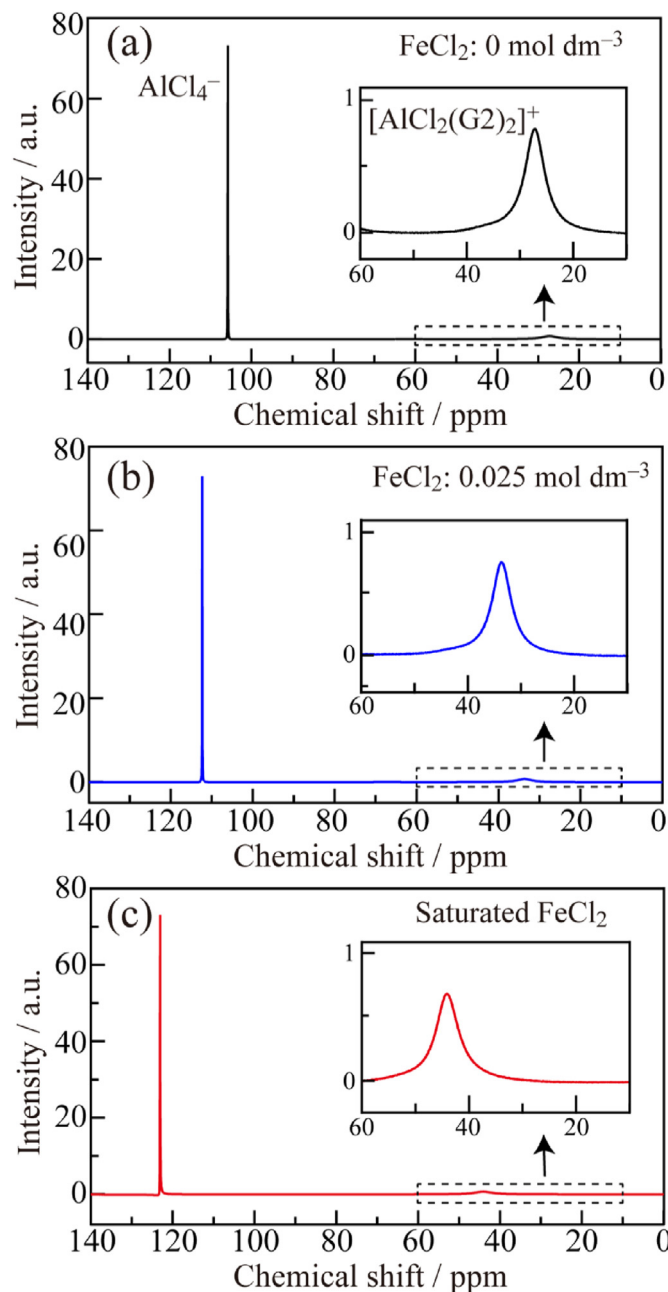 (a)
FeCl₂: 0 mol dm⁻³
AlCl₄⁻
[AlCl₂(G2)₂]⁺
1
0
60 40 20
Intensity / a.u.
80
60
40
20
0
140 120 100 80 60 40 20 0
Chemical shift / ppm
(b)
FeCl₂: 0.025 mol dm⁻³
1
0
60 40 20
Intensity / a.u.
80
60
40
20
0
140 120 100 80 60 40 20 0
Chemical shift / ppm
(c)
Saturated FeCl₂
1
0
60 40 20
Intensity / a.u.
80
60
40
20
0
140 120 100 80 60 40 20 0
Chemical shift / ppm